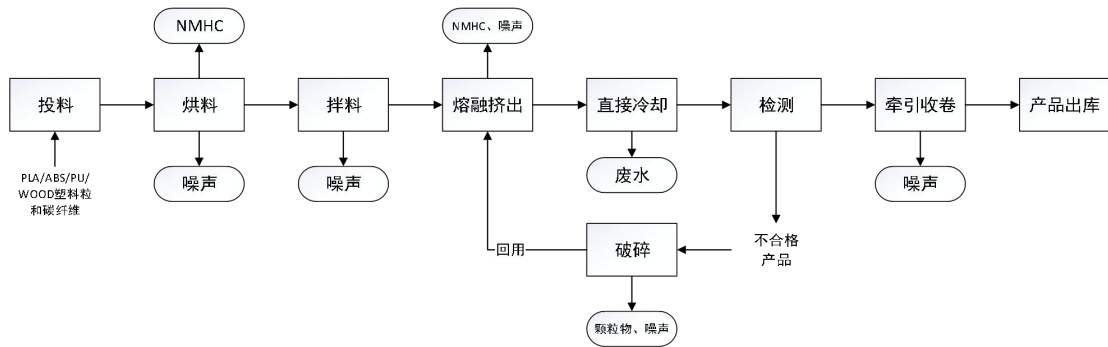 NMHC
NMHC、噪声
投料
烘料
拌料
熔融挤出
直接冷却
检测
牵引收卷
产品出库
PLA/ABS/PU/
WOOD塑料粒
和碳纤维
噪声
噪声
废水
噪声
回用
破碎
不合格
产品
颗粒物、噪声